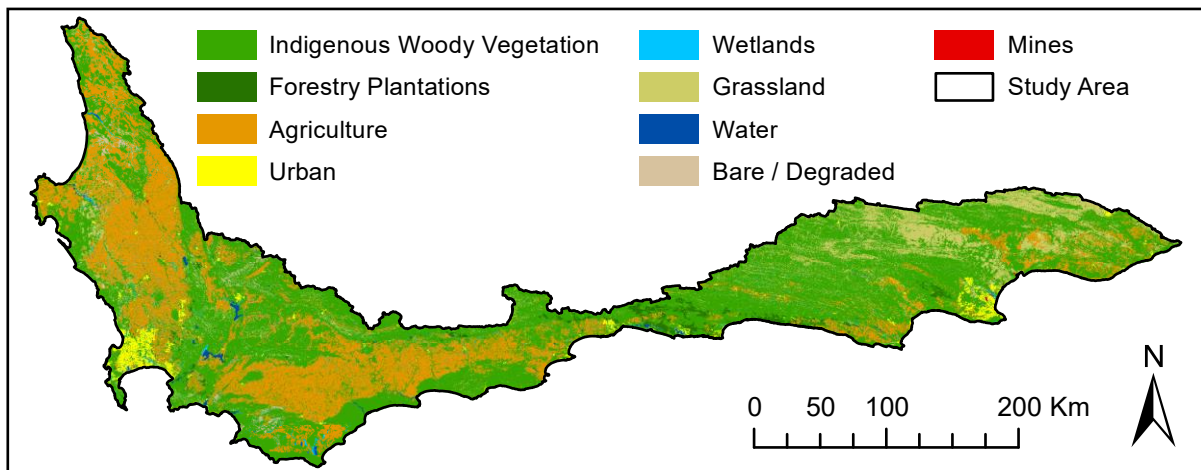 Indigenous Woody Vegetation
Forestry Plantations
Agriculture
Urban
Wetlands
Grassland
Water
Bare / Degraded
Mines
Study Area
N
0 50 100 200 Km